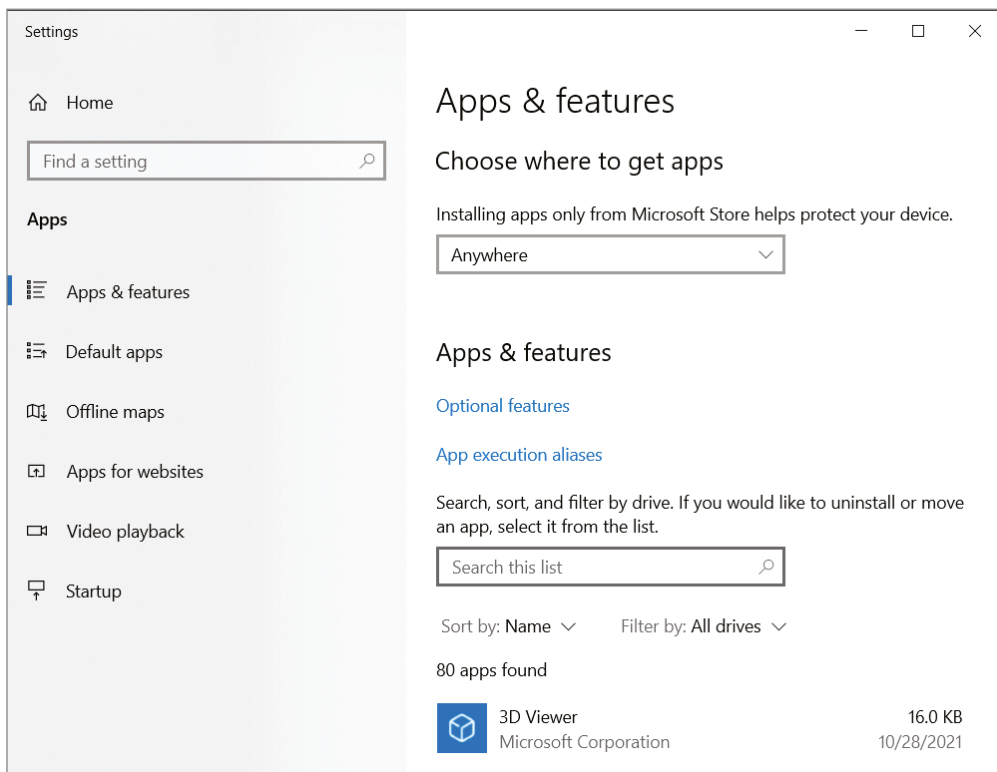 Settings
Home
Find a setting
Apps
Apps & features
Default apps
Offline maps
Apps for websites
Video playback
Startup
Apps & features
Choose where to get apps
Installing apps only from Microsoft Store helps protect your device.
Anywhere
Apps & features
Optional features
App execution aliases
Search, sort, and filter by drive. If you would like to uninstall or move
an app, select it from the list.
Search this list
Sort by: Name Filter by: All drives
80 apps found
3D Viewer 16.0 KB
Microsoft Corporation 10/28/2021